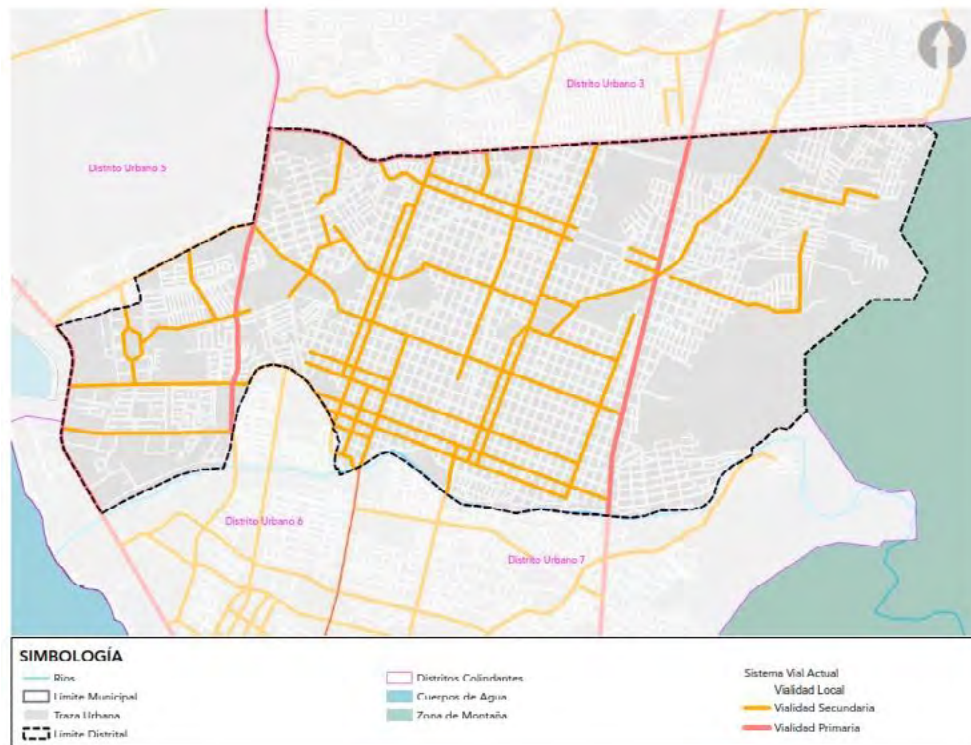 Distrito Urbano 3
Distrito Urbano 5
Distrito Urbano 6
Distrito Urbano 7
SIMBOLOGÍA
Rios
Límite Municipal
Traza Urbana
Límite Distrital
Distritos Colindantes
Cuerpos de Agua
Zona de Montaña
Sistema Vial Actual
Vialidad Local
Vialidad Secundaria
Vialidad Primaria